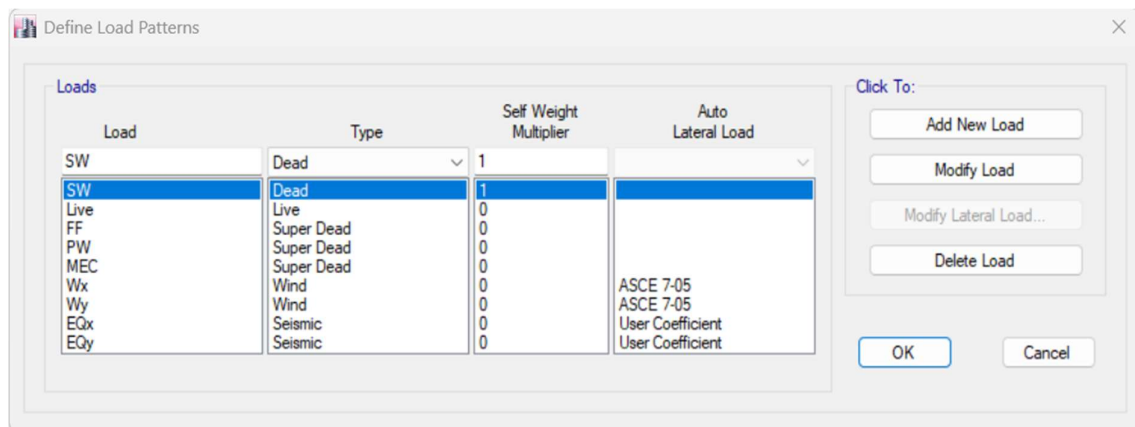 Define Load Patterns
Loads
Click To:
Load Type Self Weight Multiplier Auto Lateral Load
SW Dead 1
SW Dead 1
Live Live 0
FF Super Dead 0
PW Super Dead 0
MEC Super Dead 0
Wx Wind 0 ASCE 7-05
Wy Wind 0 ASCE 7-05
EQx Seismic 0 User Coefficient
EQy Seismic 0 User Coefficient
Add New Load
Modify Load
Modify Lateral Load...
Delete Load
OK Cancel